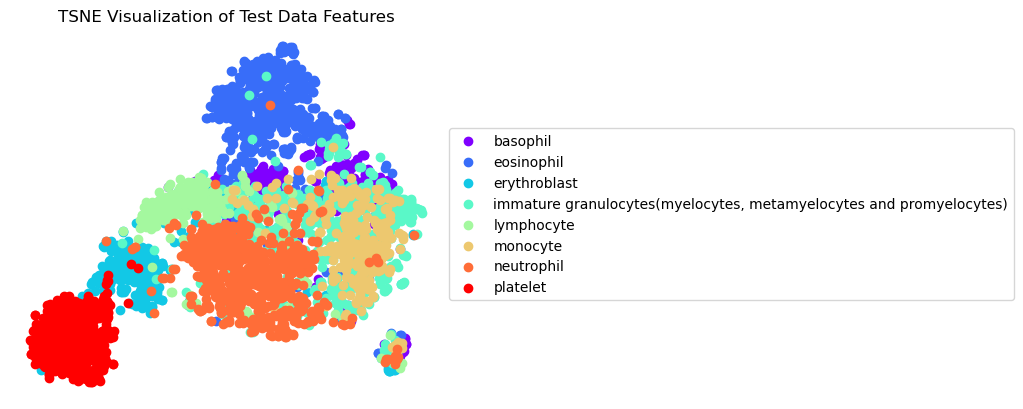 TSNE Visualization of Test Data Features
basophil
eosinophil
erythroblast
immature granulocytes(myelocytes, metamyelocytes and promyelocytes)
lymphocyte
monocyte
neutrophil
platelet